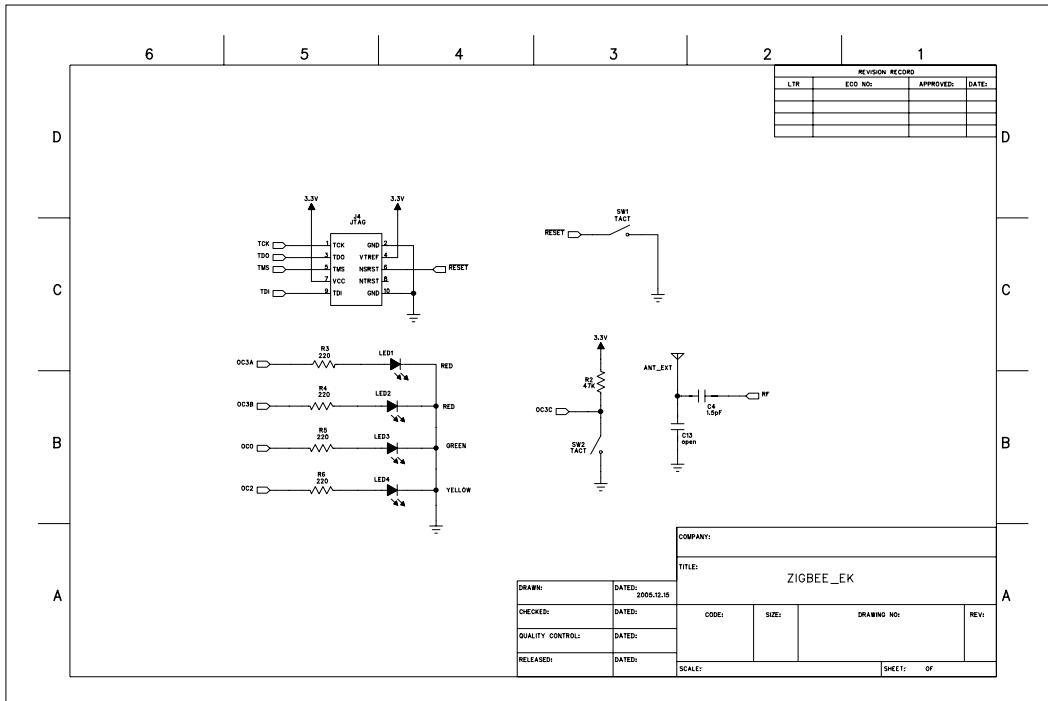 6 5 4 3 2 1
REVISION RECORD
LTR ECO NO: APPROVED: DATE:
D D
3.3V 3.3V
J4
JTAG
TCK 1 TCK GND 2
TDO 3 TDO VTREF 4
TMS 5 TMS NSRST 6 RESET
7 VCC NTRST 8
TDI 9 TDI GND 10
SW1
TACT
RESET
C C
OC3A R3 220 LED1 RED
OC3B R4 220 LED2 RED
OC0 R5 220 LED3 GREEN
OC2 R6 220 LED4 YELLOW
3.3V
R2
47K
OC3C
SW2
TACT
ANT_EXT
C4
1.5pF
RF
C13
open
B B
COMPANY:
TITLE:
ZIGBEE_EK
A A
DRAWN: DATED:
2005.12.15
CHECKED: DATED:
QUALITY CONTROL: DATED:
RELEASED: DATED:
CODE: SIZE: DRAWING NO: REV:
SCALE: SHEET: OF